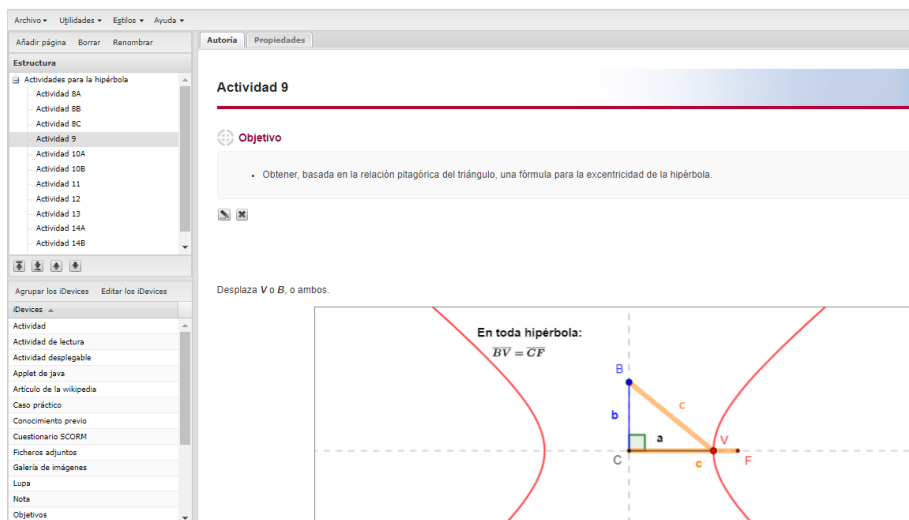 Archivo Utilidades Estilos Ayuda
Añadir página Borrar Renombrar
Estructura
Actividades para la hipérbola
Actividad 8A
Actividad 8B
Actividad 8C
Actividad 9
Actividad 10A
Actividad 10B
Actividad 11
Actividad 12
Actividad 13
Actividad 14A
Actividad 14B
Agrupar los iDevices Editar los iDevices
iDevices
Actividad
Actividad de lectura
Actividad desplegable
Applet de java
Artículo de la wikipedia
Caso práctico
Conocimiento previo
Cuestionario SCORM
Ficheros adjuntos
Galería de imágenes
Lupa
Nota
Objetivos
Autoría Propiedades
Actividad 9
Objetivo
• Obtener, basada en la relación pitagórica del triángulo, una fórmula para la excentricidad de la hipérbola.
Desplaza V o B, o ambos.
En toda hipérbola:
BV = CF
B
c
b
a
V
C
c
F